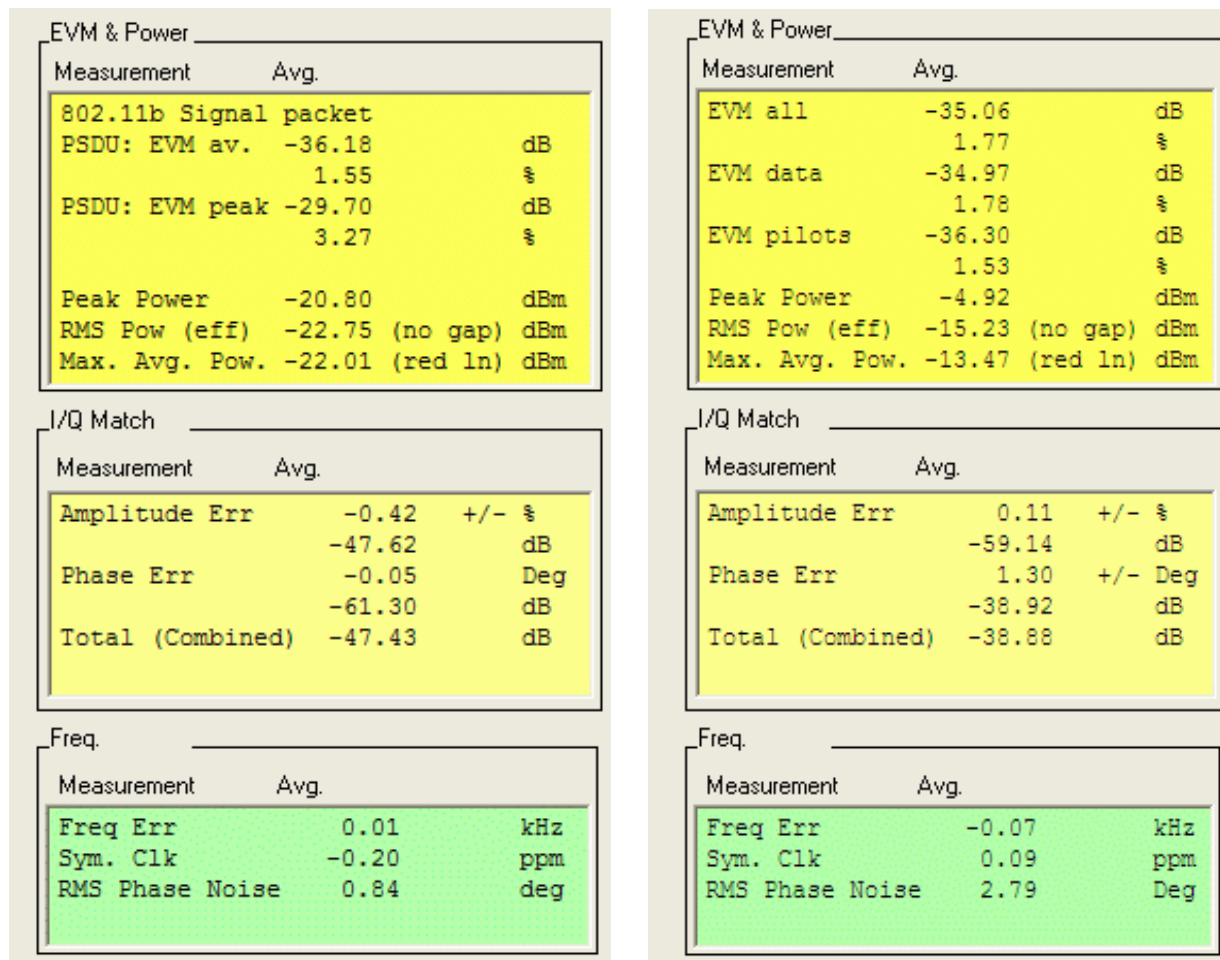 EVM & Power
Measurement Avg.
802.11b Signal packet
PSDU: EVM av. -36.18 dB
1.55 %
PSDU: EVM peak -29.70 dB
3.27 %
Peak Power -20.80 dBm
RMS Pow (eff) -22.75 (no gap) dBm
Max. Avg. Pow. -22.01 (red ln) dBm
I/Q Match
Measurement Avg.
Amplitude Err -0.42 +/- %
-47.62 dB
Phase Err -0.05 Deg
-61.30 dB
Total (Combined) -47.43 dB
Freq.
Measurement Avg.
Freq Err 0.01 kHz
Sym. Clk -0.20 ppm
RMS Phase Noise 0.84 deg
EVM & Power
Measurement Avg.
EVM all -35.06 dB
1.77 %
EVM data -34.97 dB
1.78 %
EVM pilots -36.30 dB
1.53 %
Peak Power -4.92 dBm
RMS Pow (eff) -15.23 (no gap) dBm
Max. Avg. Pow. -13.47 (red ln) dBm
I/Q Match
Measurement Avg.
Amplitude Err 0.11 +/- %
-59.14 dB
Phase Err 1.30 +/- Deg
-38.92 dB
Total (Combined) -38.88 dB
Freq.
Measurement Avg.
Freq Err -0.07 kHz
Sym. Clk 0.09 ppm
RMS Phase Noise 2.79 Deg